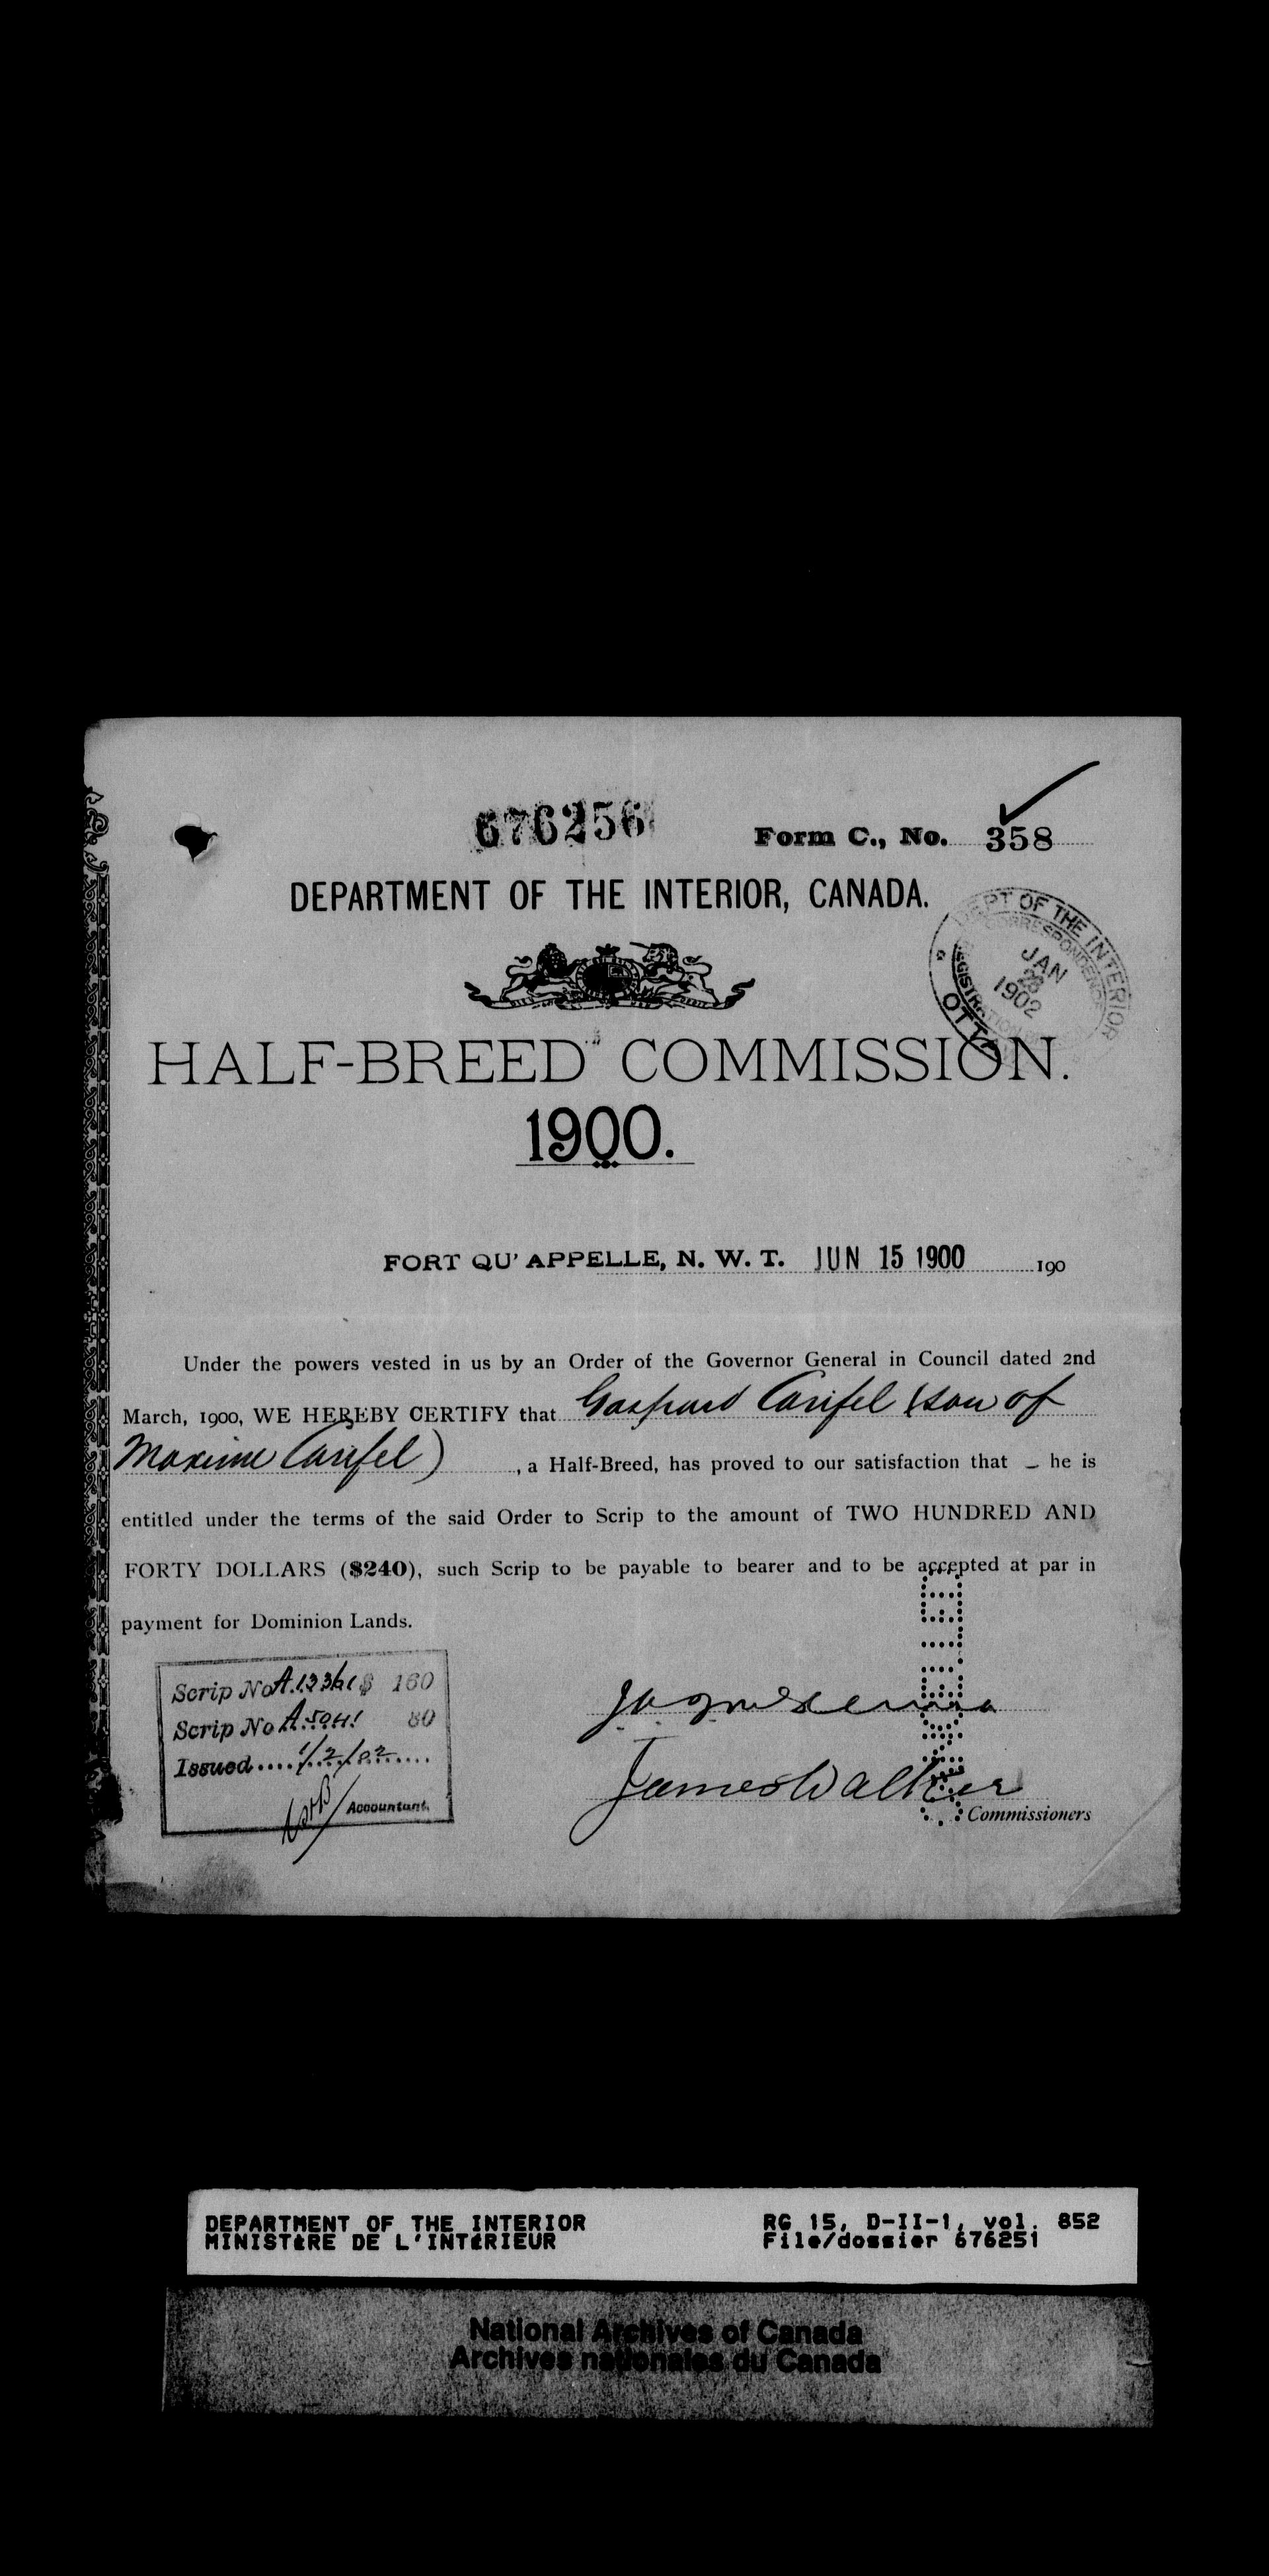 676256
Form C., No. 358
DEPARTMENT OF THE INTERIOR, CANADA.
DEPT OF THE INTERIOR
CORRESPONDENCE
JAN
28
1902
HALF-BREED COMMISSION.
1900.
FORT QU'APPELLE, N. W. T. JUN 15 1900 190
Under the powers vested in us by an Order of the Governor General in Council dated 2nd
March, 1900, WE HEREBY CERTIFY that Gaspard Carifel (son of
Maxime Carifel) , a Half-Breed, has proved to our satisfaction that – he is
entitled under the terms of the said Order to Scrip to the amount of TWO HUNDRED AND
FORTY DOLLARS ($240), such Scrip to be payable to bearer and to be accepted at par in
payment for Dominion Lands.
Scrip No $ 160
Scrip No A.5041 80
Issued .... 1/2/02
Accountant.
James Walker
Commissioners
CANCELLED
DEPARTMENT OF THE INTERIOR
MINISTÈRE DE L'INTÉRIEUR
RG 15, D-II-1, vol. 852
File/dossier 676251
National Archives of Canada
Archives nationales du Canada